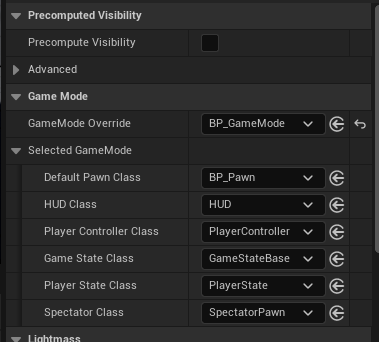 Precomputed Visibility
Precompute Visibility
Advanced
Game Mode
GameMode Override BP_GameMode
Selected GameMode
Default Pawn Class BP_Pawn
HUD Class HUD
Player Controller Class PlayerController
Game State Class GameStateBase
Player State Class PlayerState
Spectator Class SpectatorPawn
Lightmass